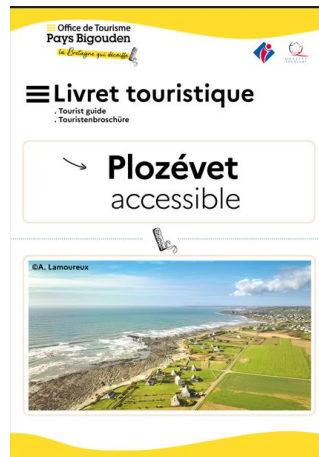 Office de Tourisme
Pays Bigouden
la Bretagne qui décoiffe
Livret touristique
. Tourist guide
. Touristenbroschüre
Plozévet
accessible
©A. Lamoureux